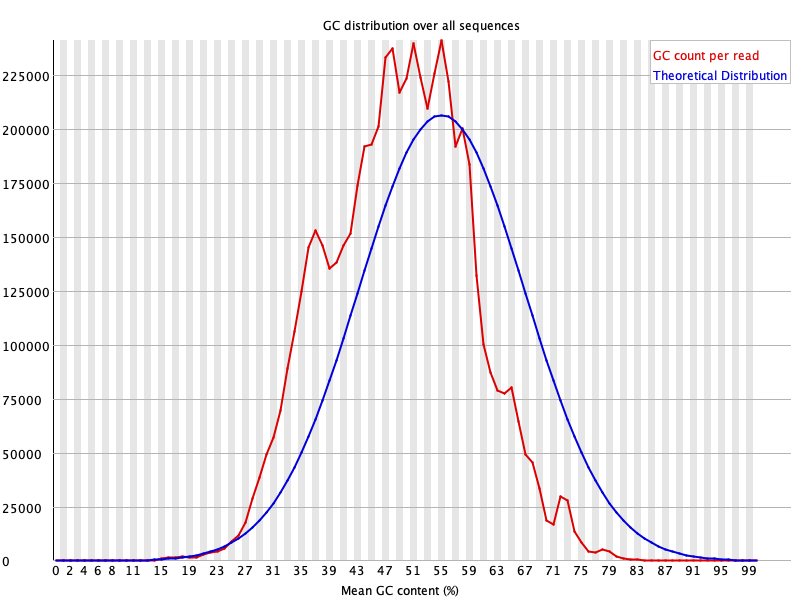 GC distribution over all sequences
GC count per read
Theoretical Distribution
225000
200000
175000
150000
125000
100000
75000
50000
25000
0
0 2 4 6 8 11 15 19 23 27 31 35 39 43 47 51 55 59 63 67 71 75 79 83 87 91 95 99
Mean GC content (%)